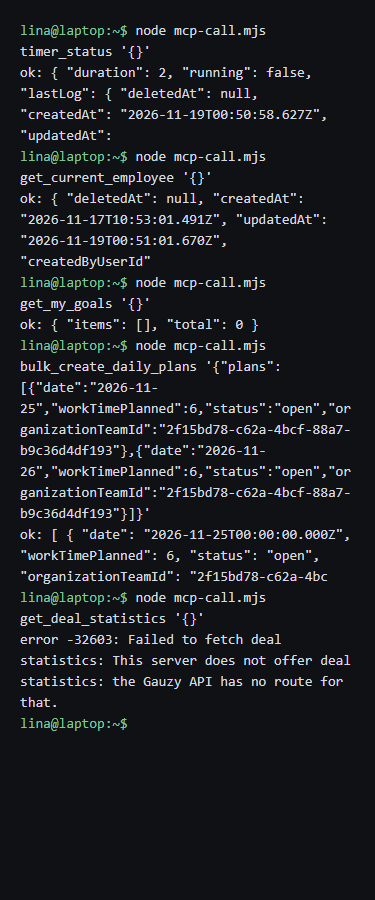 lina@laptop:~$ node mcp-call.mjs
timer_status '{}'
ok: { "duration": 2, "running": false,
"lastLog": { "deletedAt": null,
"createdAt": "2026-11-19T00:50:58.627Z",
"updatedAt":
lina@laptop:~$ node mcp-call.mjs
get_current_employee '{}'
ok: { "deletedAt": null, "createdAt":
"2026-11-17T10:53:01.491Z", "updatedAt":
"2026-11-19T00:51:01.670Z",
"createdByUserId"
lina@laptop:~$ node mcp-call.mjs
get_my_goals '{}'
ok: { "items": [], "total": 0 }
lina@laptop:~$ node mcp-call.mjs
bulk_create_daily_plans '{"plans":
[{"date":"2026-11-
25","workTimePlanned":6,"status":"open","or
ganizationTeamId":"2f15bd78-c62a-4bcf-88a7-
b9c36d4df193"},{"date":"2026-11-
26","workTimePlanned":6,"status":"open","or
ganizationTeamId":"2f15bd78-c62a-4bcf-88a7-
b9c36d4df193"}]}'
ok: [ { "date": "2026-11-25T00:00:00.000Z",
"workTimePlanned": 6, "status": "open",
"organizationTeamId": "2f15bd78-c62a-4bc
lina@laptop:~$ node mcp-call.mjs
get_deal_statistics '{}'
error -32603: Failed to fetch deal
statistics: This server does not offer deal
statistics: the Gauzy API has no route for
that.
lina@laptop:~$